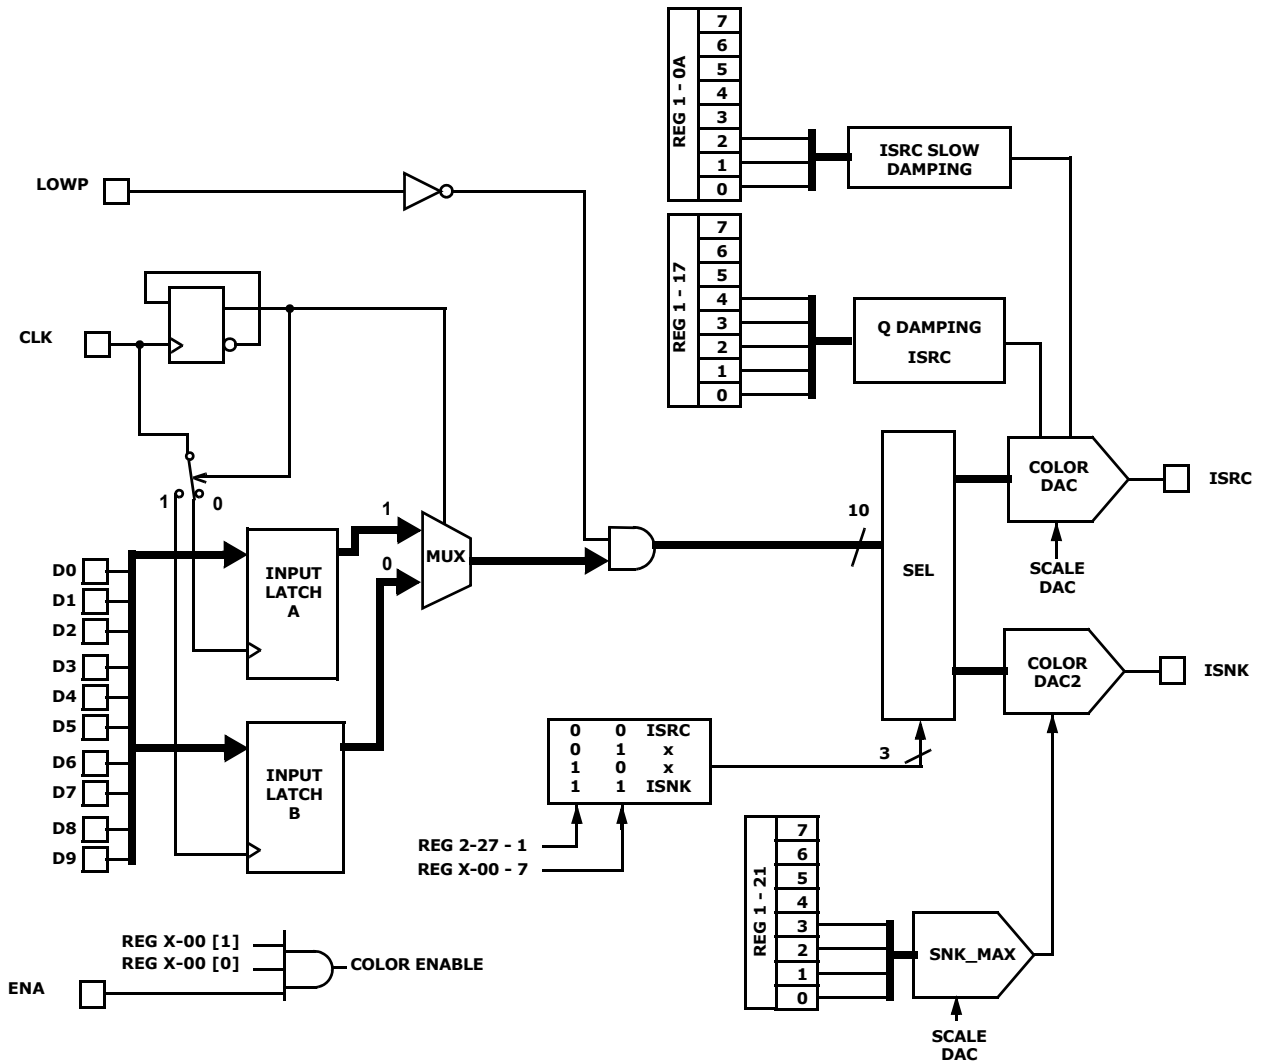 REG 1 - 0A
7
6
5
4
3
2
1
0
ISRC SLOW
DAMPING
LOWP
REG 1 - 17
7
6
5
4
3
2
1
0
Q DAMPING
ISRC
CLK
1
0
COLOR
DAC
ISRC
SCALE
DAC
D0
D1
D2
D3
D4
D5
D6
D7
D8
D9
INPUT
LATCH
A
INPUT
LATCH
B
1
0
MUX
10
SEL
COLOR
DAC2
ISNK
0 0 ISRC
0 1 x
1 0 x
1 1 ISNK
3
REG 2-27 - 1
REG X-00 - 7
REG 1 - 21
7
6
5
4
3
2
1
0
SNK_MAX
SCALE
DAC
REG X-00 [1]
REG X-00 [0]
ENA
COLOR ENABLE